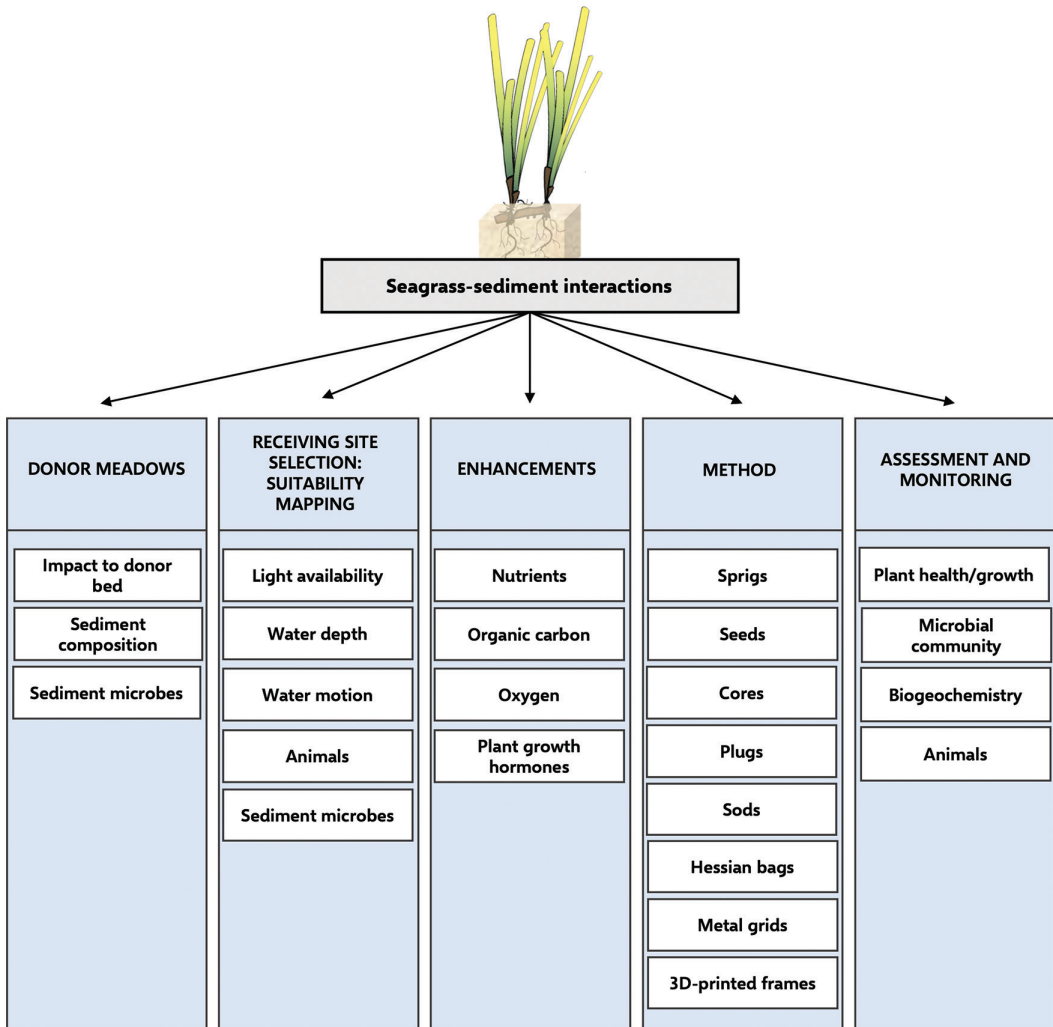 Seagrass-sediment interactions
DONOR MEADOWS
Impact to donor
bed
Sediment
composition
Sediment microbes
RECEIVING SITE
SELECTION:
SUITABILITY
MAPPING
Light availability
Water depth
Water motion
Animals
Sediment microbes
ENHANCEMENTS
Nutrients
Organic carbon
Oxygen
Plant growth
hormones
METHOD
Sprigs
Seeds
Cores
Plugs
Sods
Hessian bags
Metal grids
3D-printed frames
ASSESSMENT AND
MONITORING
Plant health/growth
Microbial
community
Biogeochemistry
Animals